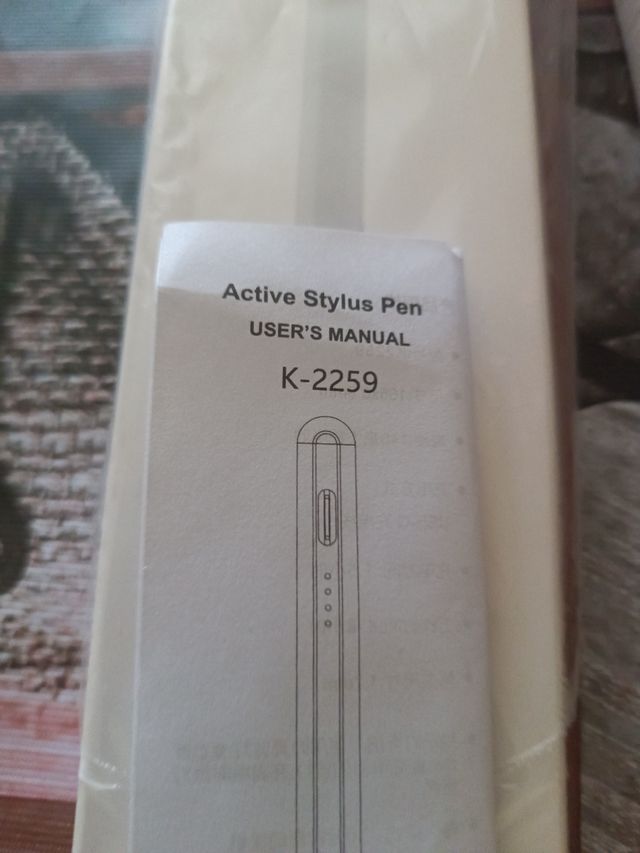 Active Stylus Pen
USER'S MANUAL
K-2259